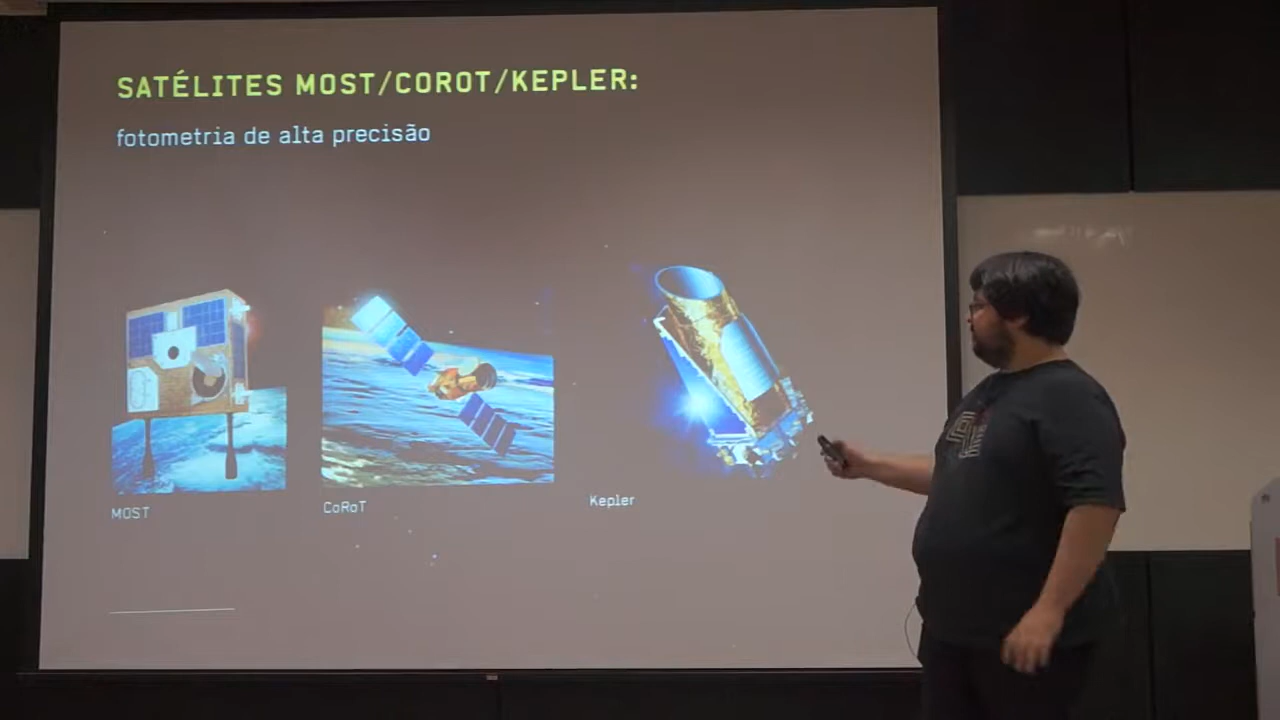 SATÉLITES MOST/COROT/KEPLER:
fotometria de alta precisão
MOST
CoRoT
Kepler